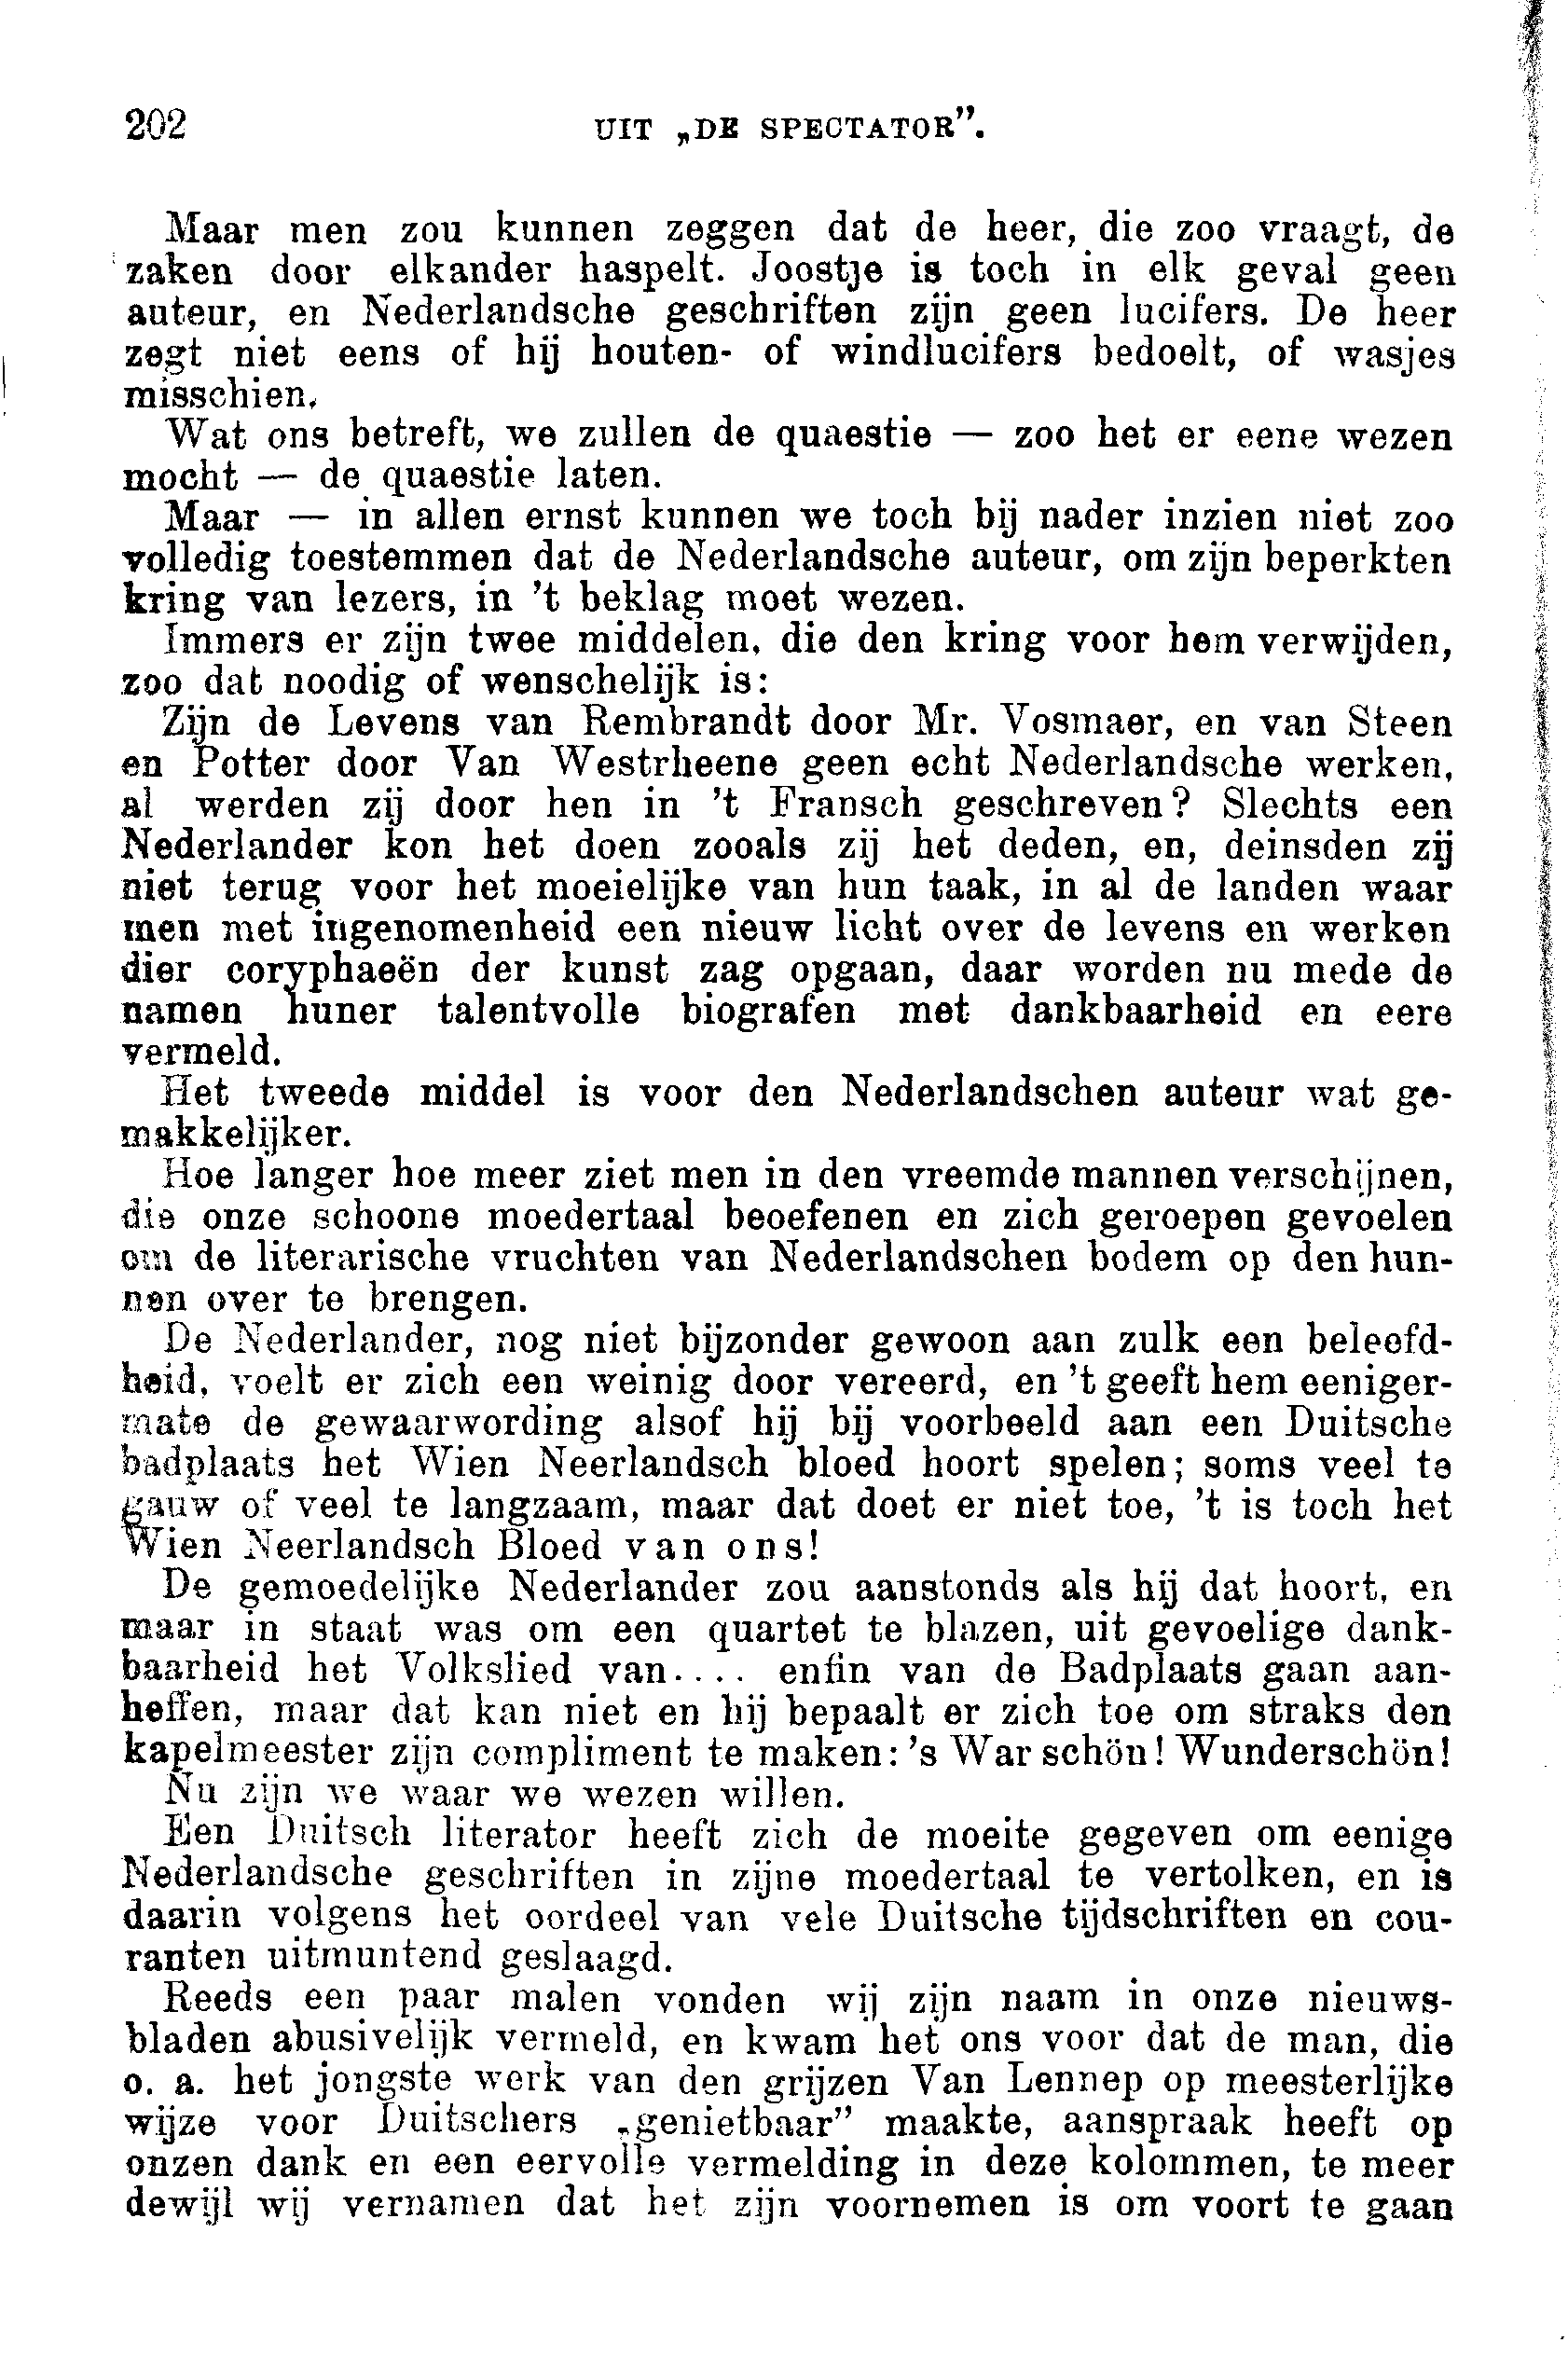 202
UIT „DE SPECTATOR”.
Maar men zou kunnen zeggen dat de heer, die zoo vraagt, de
zaken door elkander haspelt. Joostje is toch in elk geval geen
auteur, en Nederlandsche geschriften zijn geen lucifers. De heer
zegt niet eens of hij houten- of windlucifers bedoelt, of wasjes
misschien.
Wat ons betreft, we zullen de quaestie — zoo het er eene wezen
mocht — de quaestie laten.
Maar — in allen ernst kunnen we toch bij nader inzien niet zoo
volledig toestemmen dat de Nederlandsche auteur, om zijn beperkten
kring van lezers, in 't beklag moet wezen.
Immers er zijn twee middelen, die den kring voor hem verwijden,
zoo dat noodig of wenschelijk is:
Zijn de Levens van Rembrandt door Mr. Vosmaer, en van Steen
en Potter door Van Westrheene geen echt Nederlandsche werken,
al werden zij door hen in 't Fransch geschreven? Slechts een
Nederlander kon het doen zooals zij het deden, en, deinsden zij
niet terug voor het moeielijke van hun taak, in al de landen waar
men met ingenomenheid een nieuw licht over de levens en werken
dier coryphaeën der kunst zag opgaan, daar worden nu mede de
namen huner talentvolle biografen met dankbaarheid en eere
vermeld.
Het tweede middel is voor den Nederlandschen auteur wat ge-
makkelijker.
Hoe langer hoe meer ziet men in den vreemde mannen verschijnen,
die onze schoone moedertaal beoefenen en zich geroepen gevoelen
om de literarische vruchten van Nederlandschen bodem op den hun-
nen over te brengen.
De Nederlander, nog niet bijzonder gewoon aan zulk een beleefd-
heid, voelt er zich een weinig door vereerd, en 't geeft hem eeniger-
mate de gewaarwording alsof hij bij voorbeeld aan een Duitsche
badplaats het Wien Neerlandsch bloed hoort spelen; soms veel te
gauw of veel te langzaam, maar dat doet er niet toe, 't is toch het
Wien Neerlandsch Bloed van ons!
De gemoedelijke Nederlander zou aanstonds als hij dat hoort, en
maar in staat was om een quartet te blazen, uit gevoelige dank-
baarheid het Volkslied van.... enfin van de Badplaats gaan aan-
heffen, maar dat kan niet en hij bepaalt er zich toe om straks den
kapelmeester zijn compliment te maken: 's War schön! Wunderschön!
Nu zijn we waar we wezen willen.
Een Duitsch literator heeft zich de moeite gegeven om eenige
Nederlandsche geschriften in zijne moedertaal te vertolken, en is
daarin volgens het oordeel van vele Duitsche tijdschriften en cou-
ranten uitmuntend geslaagd.
Reeds een paar malen vonden wij zijn naam in onze nieuws-
bladen abusivelijk vermeld, en kwam het ons voor dat de man, die
o. a. het jongste werk van den grijzen Van Lennep op meesterlijke
wijze voor Duitschers „genietbaar” maakte, aanspraak heeft op
onzen dank en een eervolle vermelding in deze kolommen, te meer
dewijl wij vernamen dat het zijn voornemen is om voort te gaan